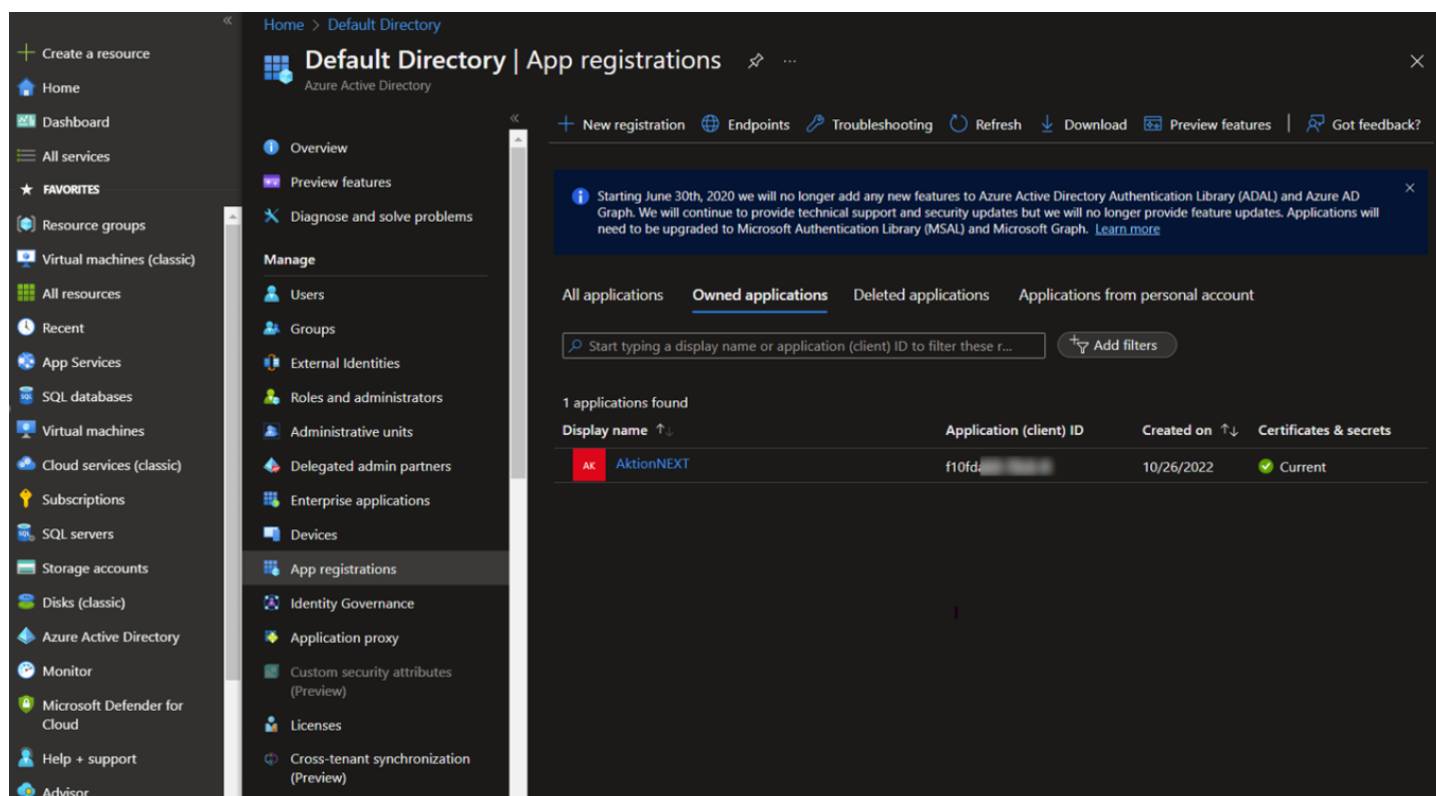 Create a resource
Home
Dashboard
All services
FAVORITES
Resource groups
Virtual machines (classic)
All resources
Recent
App Services
SQL databases
Virtual machines
Cloud services (classic)
Subscriptions
SQL servers
Storage accounts
Disks (classic)
Azure Active Directory
Monitor
Microsoft Defender for
Cloud
Help + support
Advisor
Home > Default Directory
Default Directory | App registrations
Azure Active Directory
Overview
Preview features
Diagnose and solve problems
Manage
Users
Groups
External Identities
Roles and administrators
Administrative units
Delegated admin partners
Enterprise applications
Devices
App registrations
Identity Governance
Application proxy
Custom security attributes
(Preview)
Licenses
Cross-tenant synchronization
(Preview)
New registration Endpoints Troubleshooting Refresh Download Preview features | Got feedback?
Starting June 30th, 2020 we will no longer add any new features to Azure Active Directory Authentication Library (ADAL) and Azure AD
Graph. We will continue to provide technical support and security updates but we will no longer provide feature updates. Applications will
need to be upgraded to Microsoft Authentication Library (MSAL) and Microsoft Graph. Learn more
All applications Owned applications Deleted applications Applications from personal account
Start typing a display name or application (client) ID to filter these r... Add filters
1 applications found
Display name Application (client) ID Created on Certificates & secrets
AK AktionNEXT 10/26/2022 Current